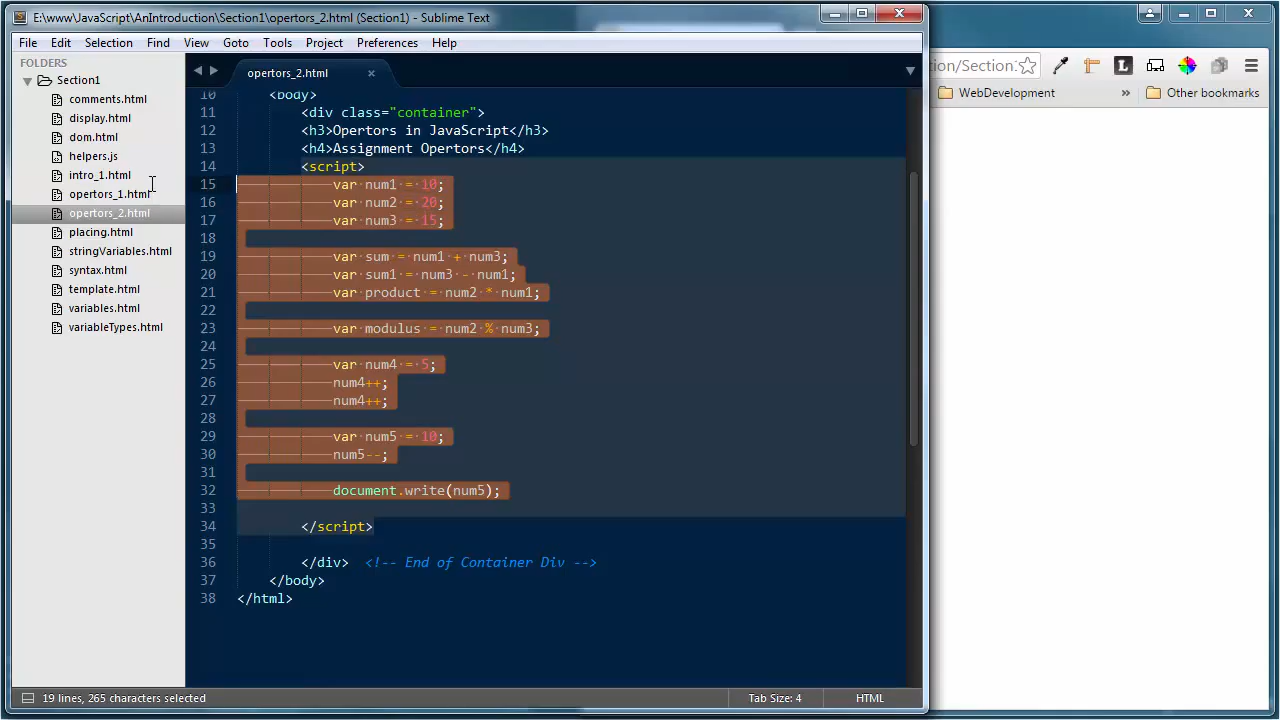 E:\www\JavaScript\AnIntroduction\Section1\opertors_2.html (Section1) - Sublime Text
File Edit Selection Find View Goto Tools Project Preferences Help
FOLDERS
Section1
comments.html
display.html
dom.html
helpers.js
intro_1.html
opertors_1.html
opertors_2.html
placing.html
stringVariables.html
syntax.html
template.html
variables.html
variableTypes.html
opertors_2.html
10 <body>
11 <div class="container">
12 <h3>Opertors in JavaScript</h3>
13 <h4>Assignment Opertors</h4>
14 <script>
15 var num1 = 10;
16 var num2 = 20;
17 var num3 = 15;
18
19 var sum = num1 + num3;
20 var sum1 = num3 - num1;
21 var product = num2 * num1;
22
23 var modulus = num2 % num3;
24
25 var num4 = 5;
26 num4++;
27 num4++;
28
29 var num5 = 10;
30 num5--;
31
32 document.write(num5);
33
34 </script>
35
36 </div> <!-- End of Container Div -->
37 </body>
38 </html>
19 lines, 265 characters selected
Tab Size: 4
HTML
ion/Section:
L
WebDevelopment
»
Other bookmarks